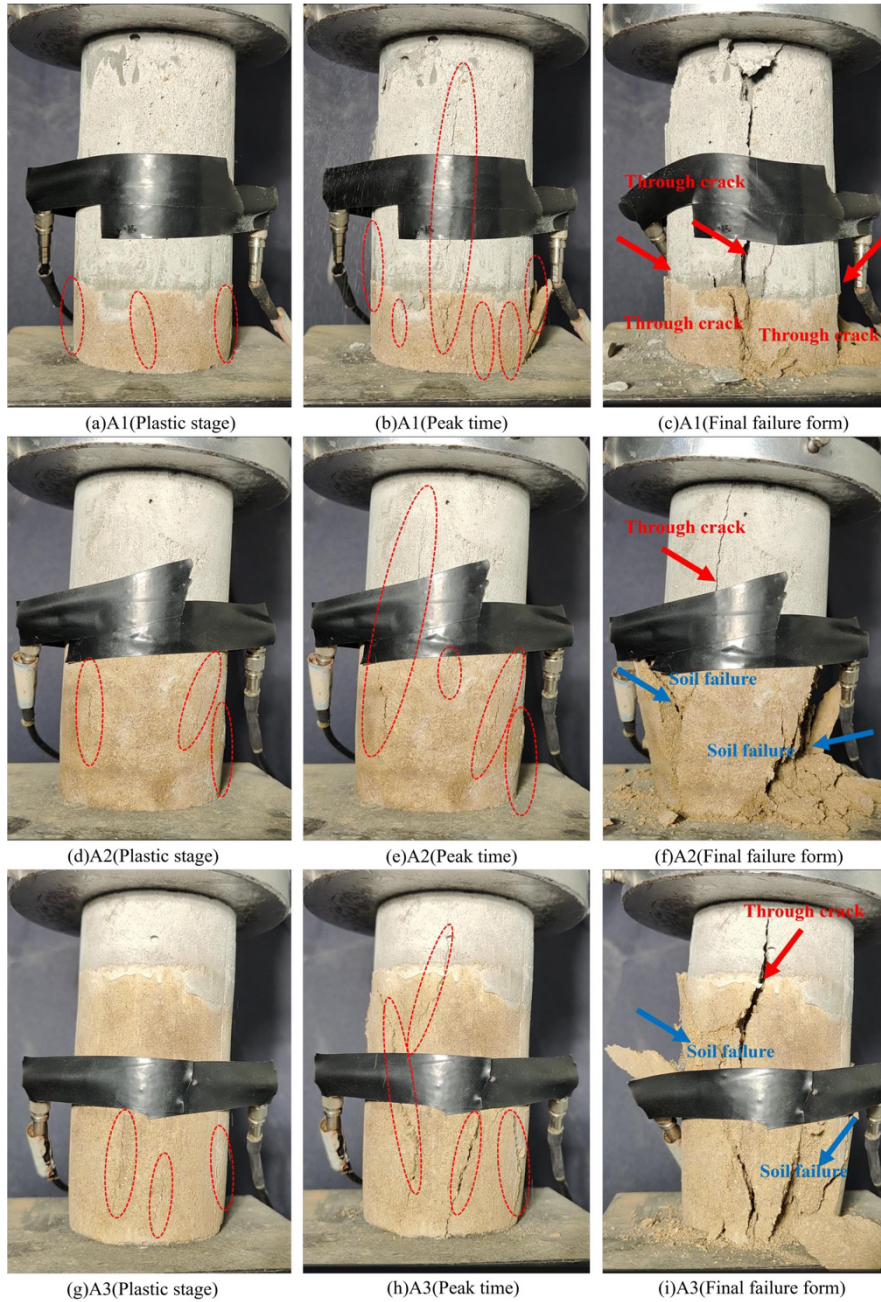 Through crack
Through crack
Through crack
(a)A1(Plastic stage)
(b)A1(Peak time)
(c)A1(Final failure form)
Through crack
Soil failure
Soil failure
(d)A2(Plastic stage)
(e)A2(Peak time)
(f)A2(Final failure form)
Through crack
Soil failure
Soil failure
(g)A3(Plastic stage)
(h)A3(Peak time)
(i)A3(Final failure form)